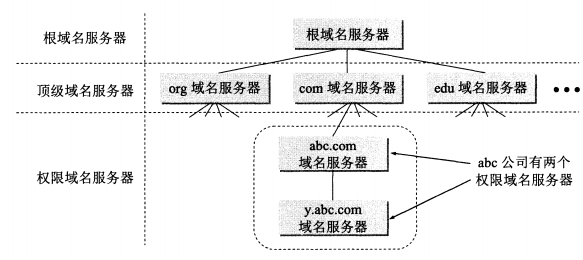 根域名服务器
根域名服务器
顶级域名服务器
org 域名服务器
com 域名服务器
edu 域名服务器
权限域名服务器
abc.com
域名服务器
y.abc.com
域名服务器
abc 公司有两个
权限域名服务器